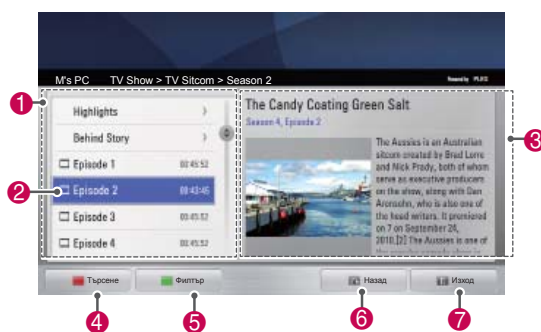 M's PC TV Show > TV Sitcom > Season 2
1
Highlights
Behind Story
Episode 1 00:45:52
2
Episode 2 00:43:46
Episode 3 00:45:52
Episode 4 00:45:52
The Candy Coating Green Salt
Season 4, Episode 2
The Aussies is an Australian
sitcom created by Brad Lorre
and Nick Prady, both of whom
serve as executive producers
on the show, along with Dan
Aronsohn, who is also one of
the head writers. It premiered
on 7 on September 24,
2010.[2] The Aussies is one of
3
Търсене
Филтър
Назад
Изход
4
5
6
7